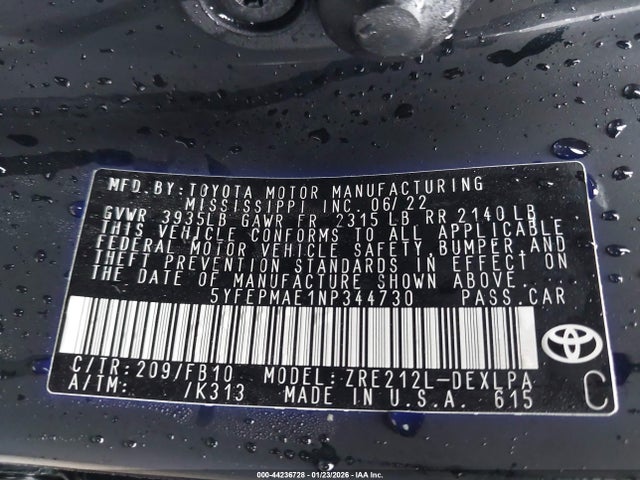 MFD. BY: TOYOTA MOTOR MANUFACTURING
MISSISSIPPI INC. 06/22
GVWR 3935LB GAWR FR 2315 LB RR 2140 LB
THIS VEHICLE CONFORMS TO ALL APPLICABLE
FEDERAL MOTOR VEHICLE SAFETY, BUMPER, AND
THEFT PREVENTION STANDARDS IN EFFECT ON
THE DATE OF MANUFACTURE SHOWN ABOVE.
5YFEPMAE1NP344730 PASS.CAR
C/TR: 209/FB10 MODEL: ZRE212L-DEXLPA
A/TM: /K313 MADE IN U.S.A. 615
TOYOTA
C
000-44236728 — 01/23/2026 — IAA Inc.